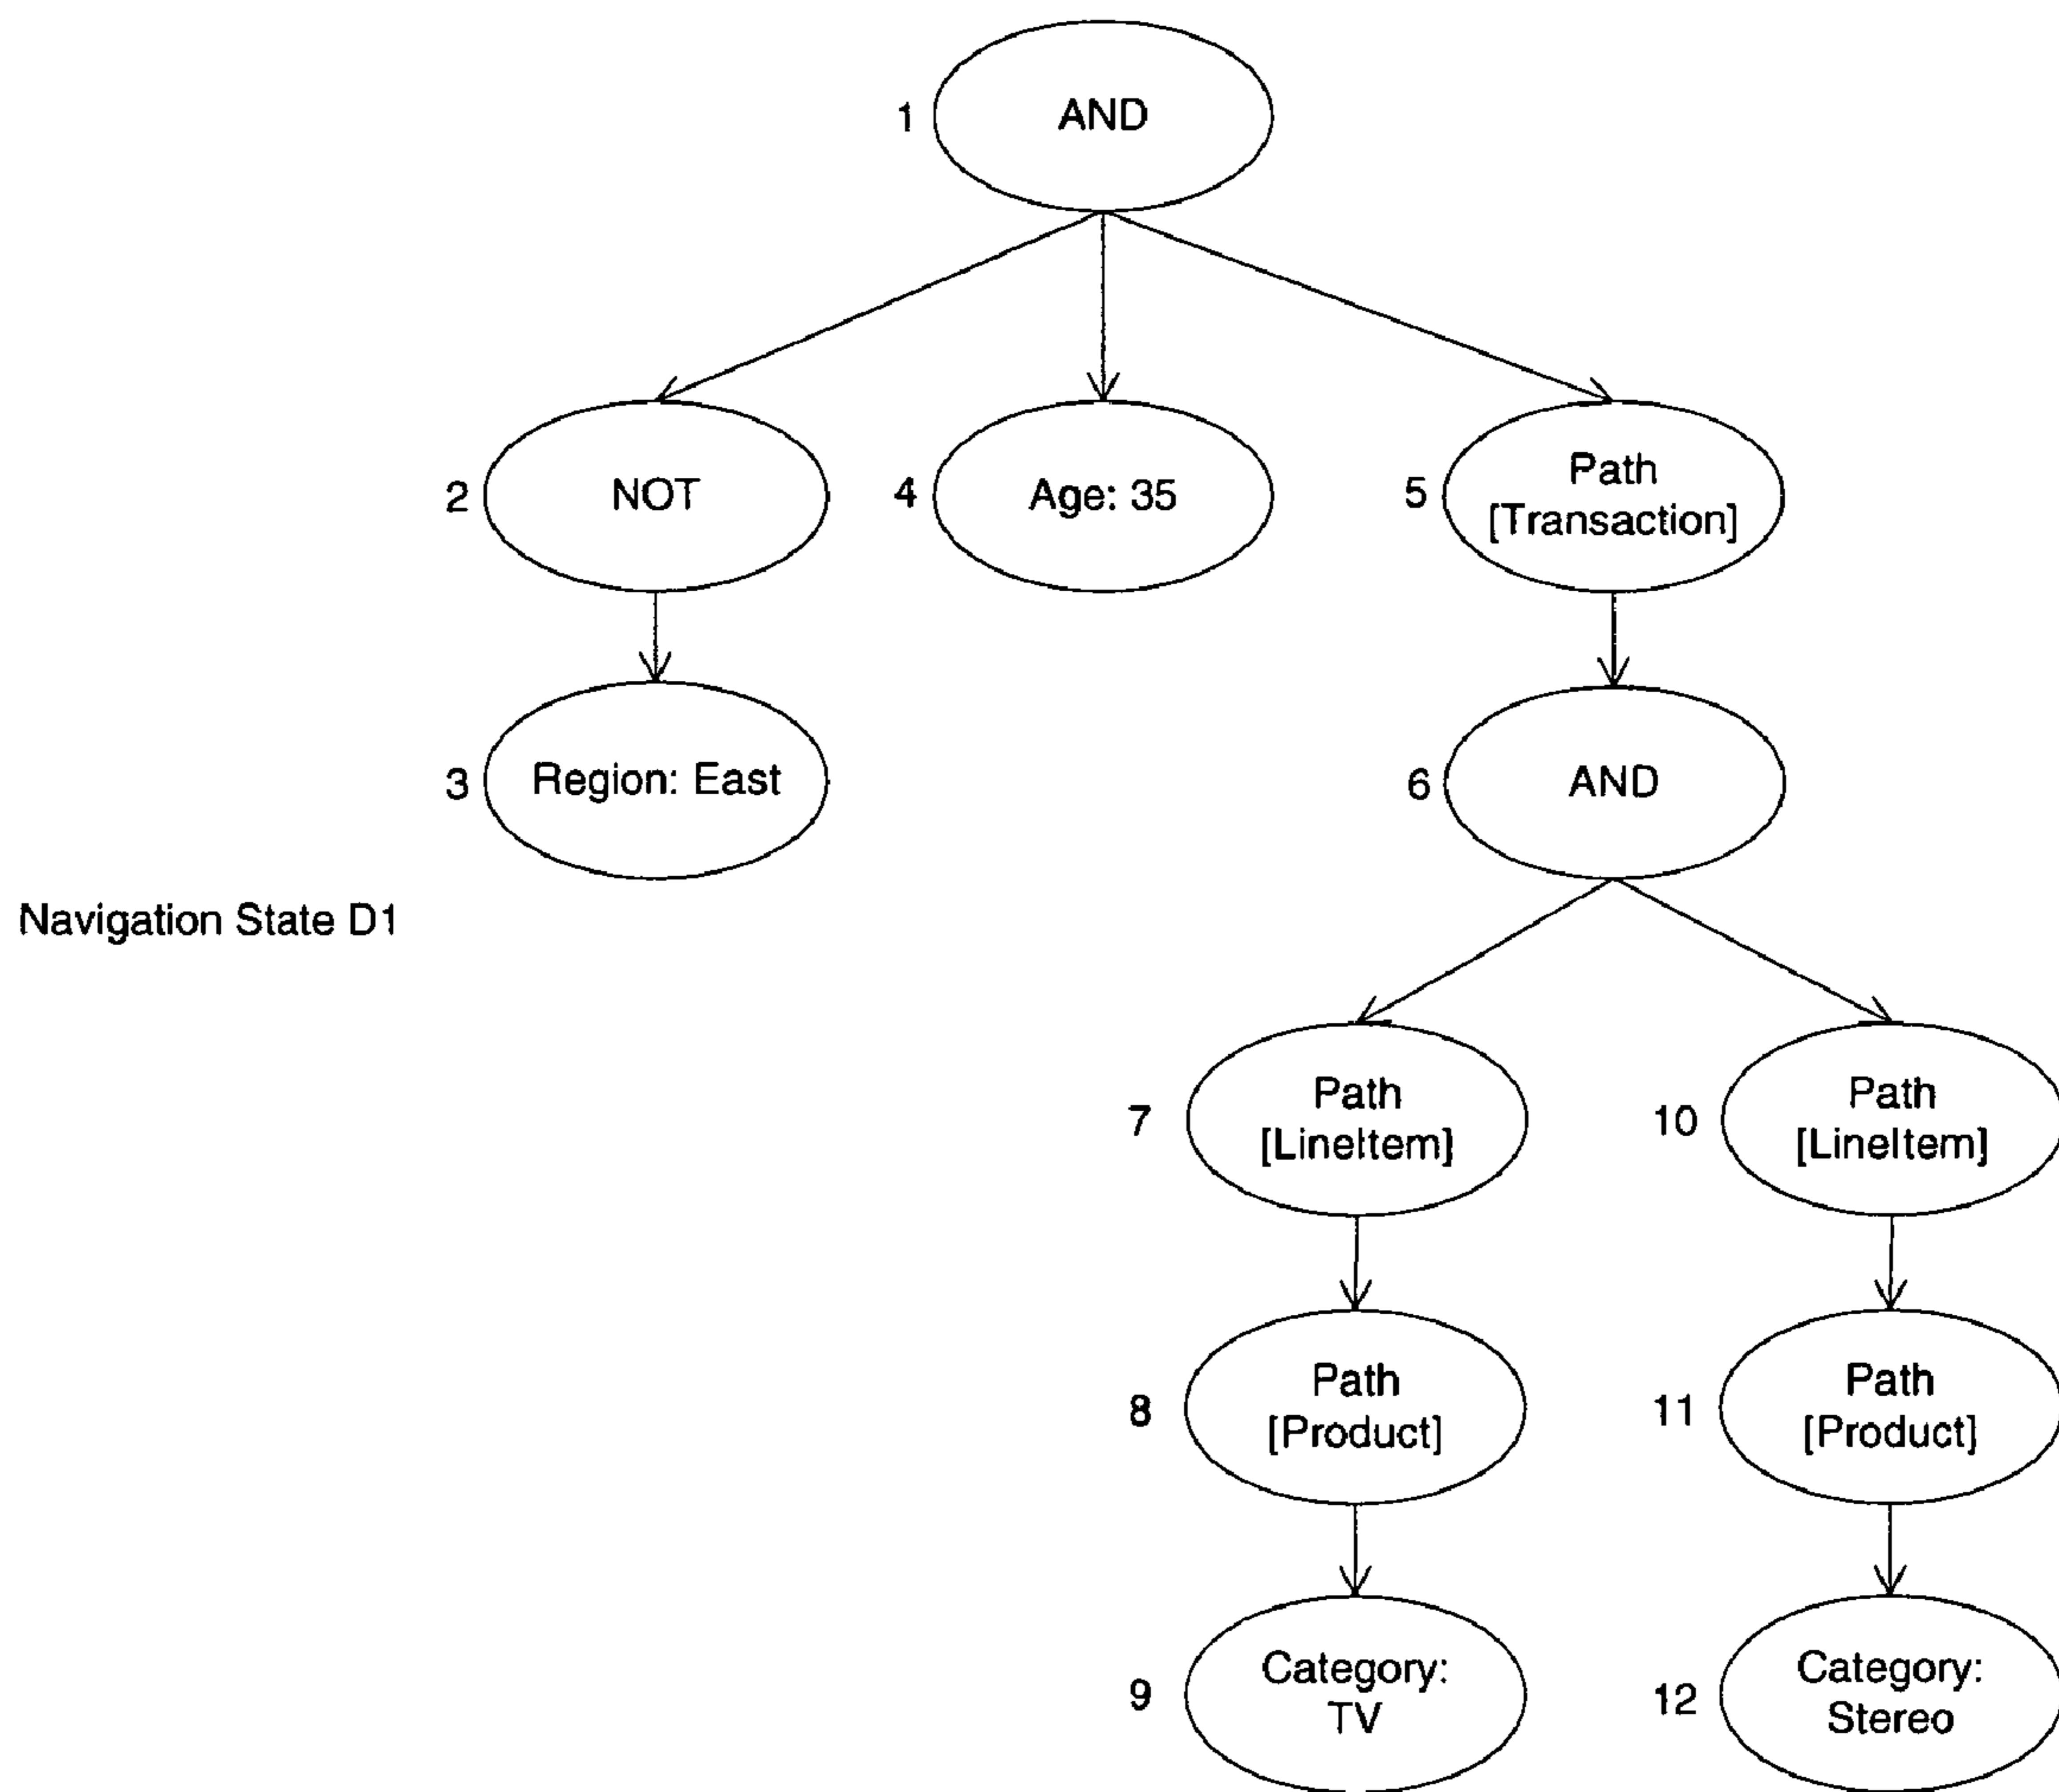 1
AND
2
NOT
4
Age: 35
5
Path
[Transaction]
3
Region: East
6
AND
Navigation State D1
7
Path
[LineItem]
10
Path
[LineItem]
8
Path
[Product]
11
Path
[Product]
9
Category:
TV
12
Category:
Stereo